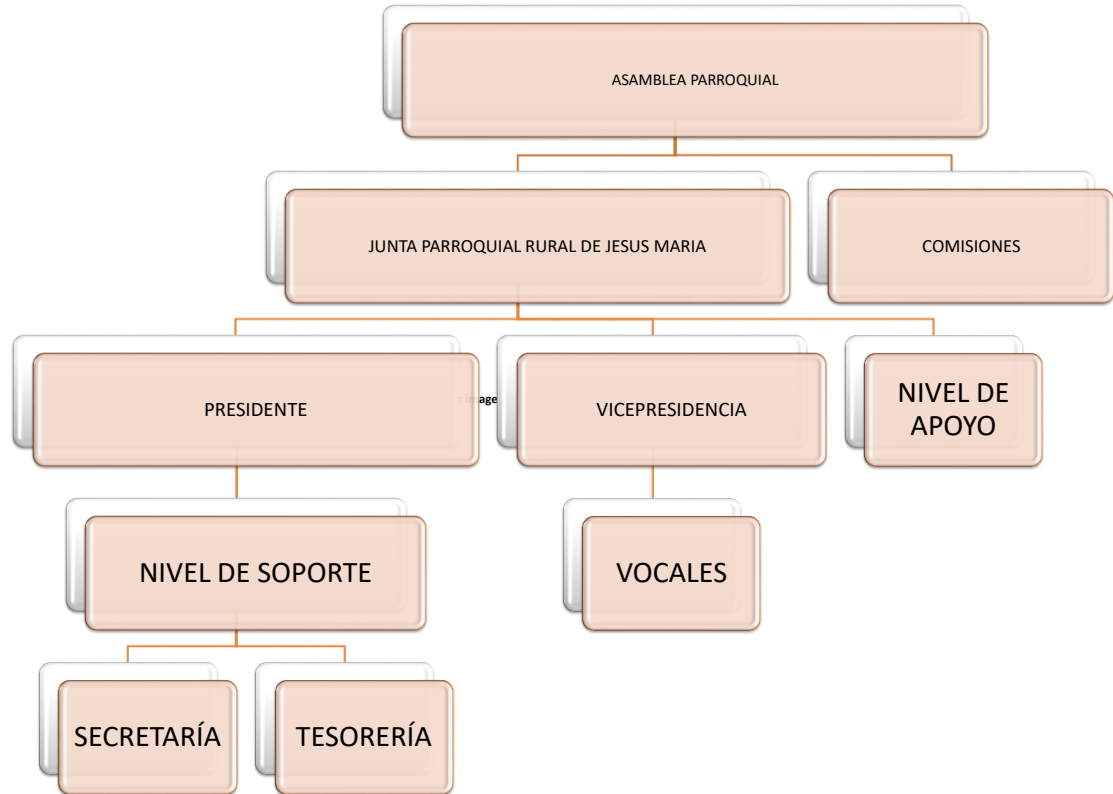 ASAMBLEA PARROQUIAL
JUNTA PARROQUIAL RURAL DE JESUS MARIA
COMISIONES
PRESIDENTE
image
VICEPRESIDENCIA
NIVEL DE
APOYO
NIVEL DE SOPORTE
VOCALES
SECRETARÍA
TESORERÍA